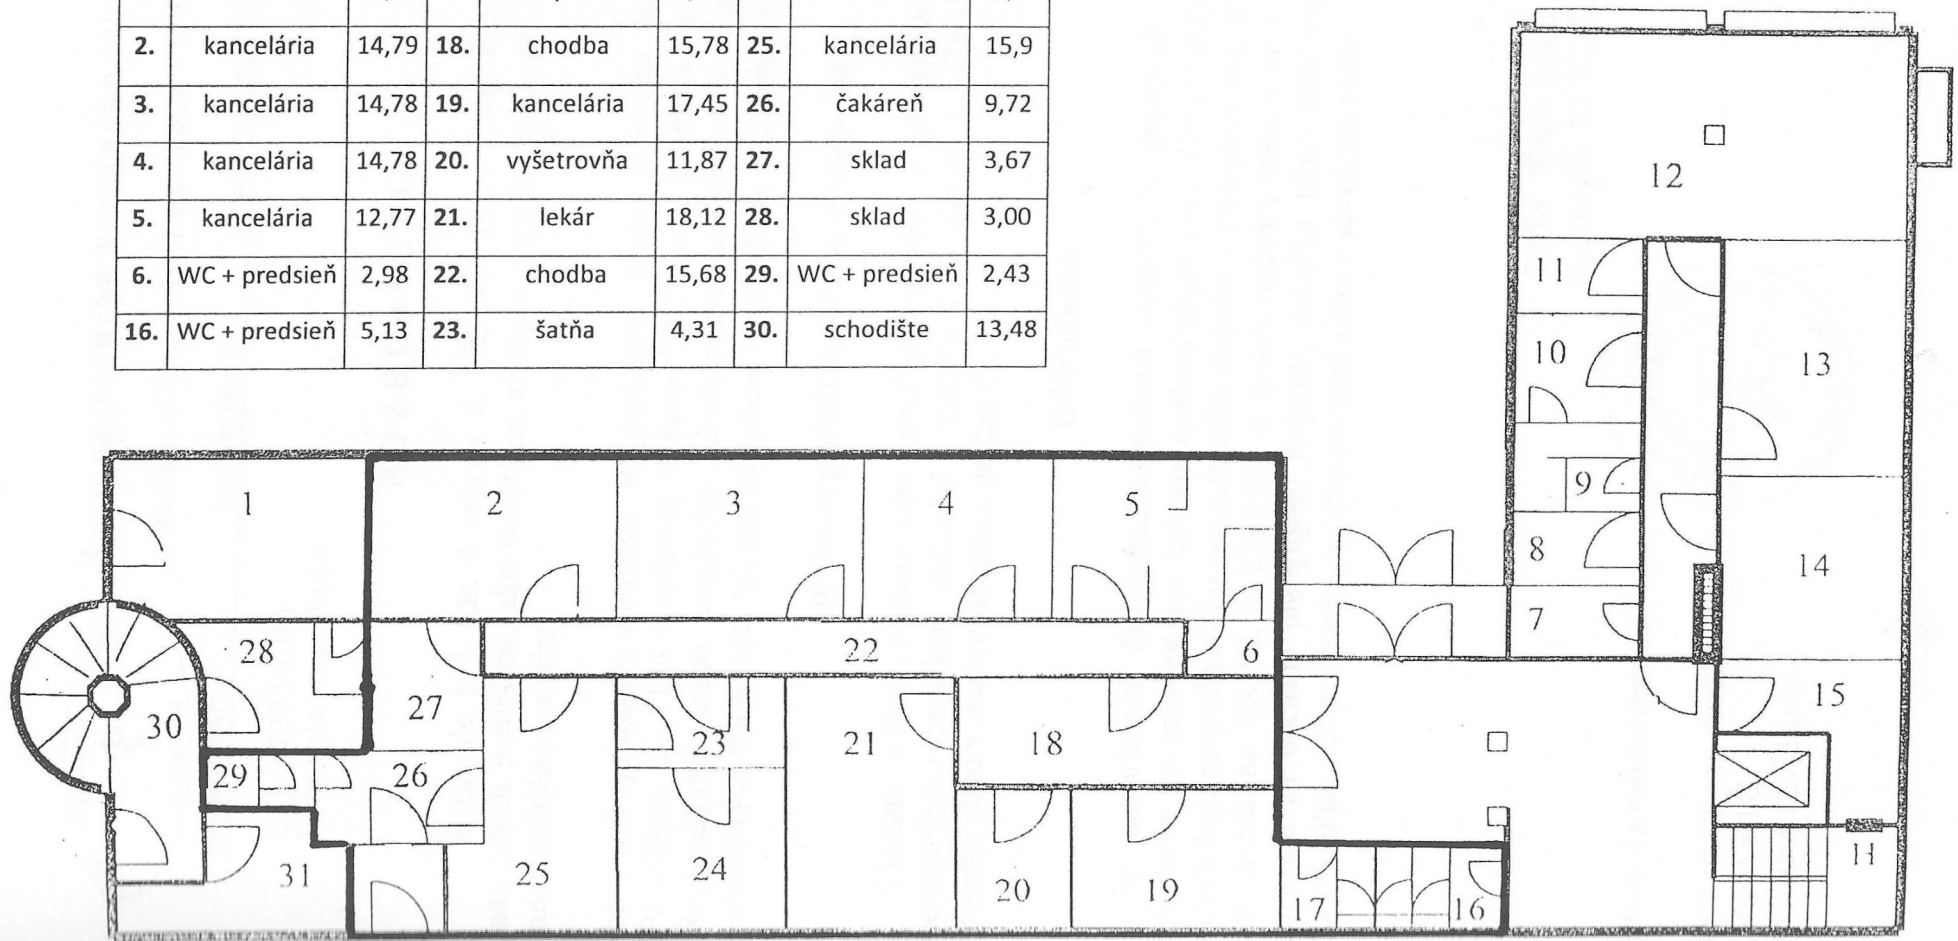 2. kancelária 14,79 18. chodba 15,78 25. kancelária 15,9
3. kancelária 14,78 19. kancelária 17,45 26. čakáreň 9,72
4. kancelária 14,78 20. vyšetrovňa 11,87 27. sklad 3,67
5. kancelária 12,77 21. lekár 18,12 28. sklad 3,00
6. WC + predsieň 2,98 22. chodba 15,68 29. WC + predsieň 2,43
16. WC + predsieň 5,13 23. šatňa 4,31 30. schodište 13,48
12
11
10
13
9
8
14
7
15
1 2 3 4 5
28 22 6
30 27 23 21 18
29 26
31 25 24 20 19 17 16
H